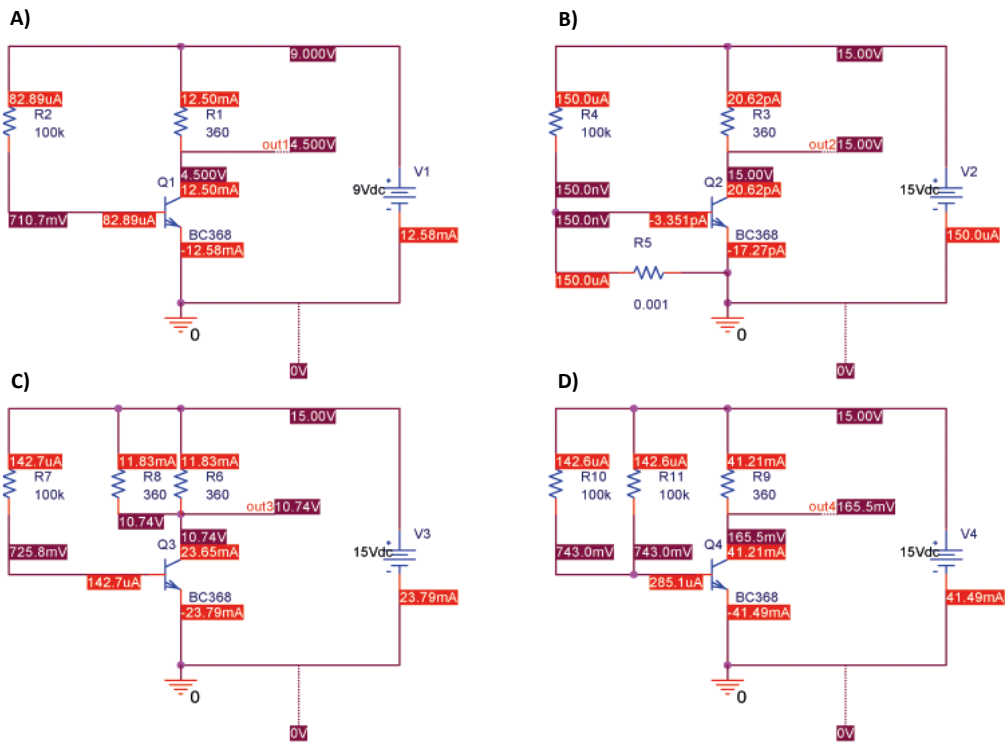 A)
9.000V
82.89uA
R2
100k
12.50mA
R1
360
out1
4.500V
4.500V
Q1
12.50mA
V1
9Vdc
710.7mV
82.89uA
BC368
-12.58mA
12.58mA
0
0V
B)
15.00V
150.0uA
R4
100k
20.62pA
R3
360
out2
15.00V
15.00V
Q2
20.62pA
V2
15Vdc
150.0nV
150.0nV
-3.351pA
BC368
-17.27pA
150.0uA
R5
150.0uA
0.001
0
0V
C)
15.00V
142.7uA
R7
100k
11.83mA
R8
360
11.83mA
R6
360
out3
10.74V
10.74V
10.74V
Q3
23.65mA
V3
15Vdc
725.8mV
142.7uA
BC368
-23.79mA
23.79mA
0
0V
D)
15.00V
142.6uA
R10
100k
142.6uA
R11
100k
41.21mA
R9
360
out4
165.5mV
165.5mV
743.0mV
743.0mV
Q4
41.21mA
V4
15Vdc
285.1uA
BC368
-41.49mA
41.49mA
0
0V